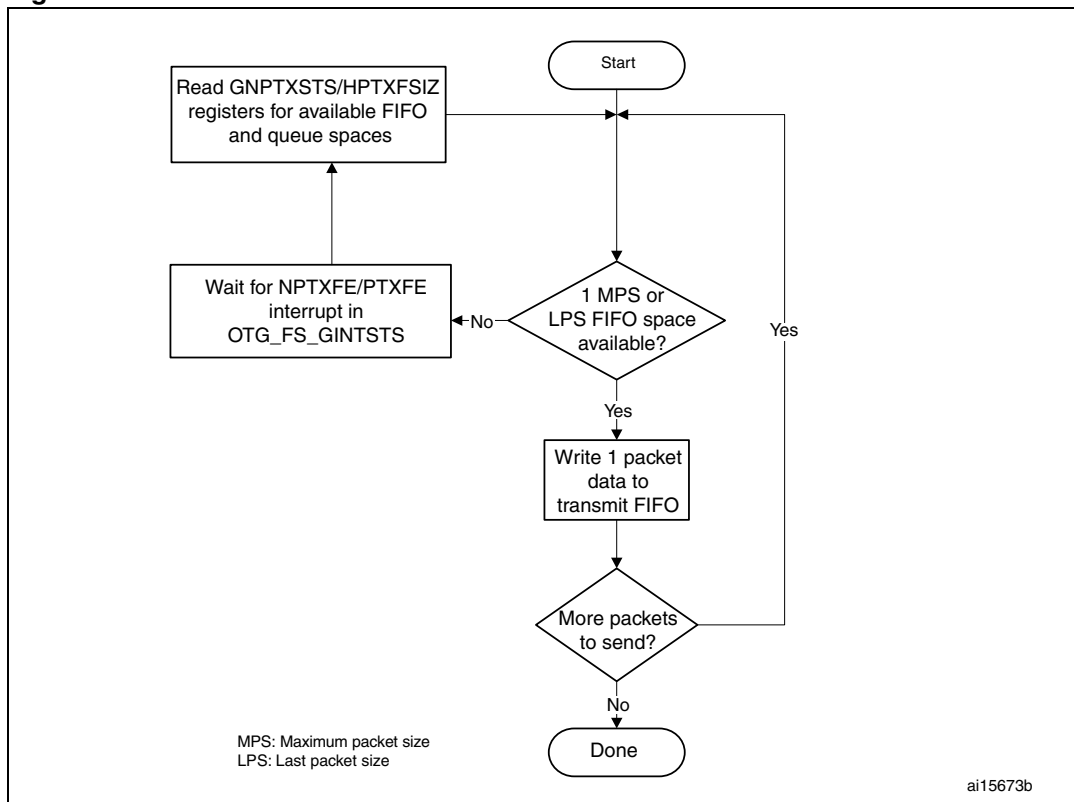 Start
Read GNPTXSTS/HPTXFSIZ
registers for available FIFO
and queue spaces
Wait for NPTXFE/PTXFE
interrupt in
OTG_FS_GINTSTS
No
1 MPS or
LPS FIFO space
available?
Yes
Yes
Write 1 packet
data to
transmit FIFO
More packets
to send?
No
Done
MPS: Maximum packet size
LPS: Last packet size
ai15673b